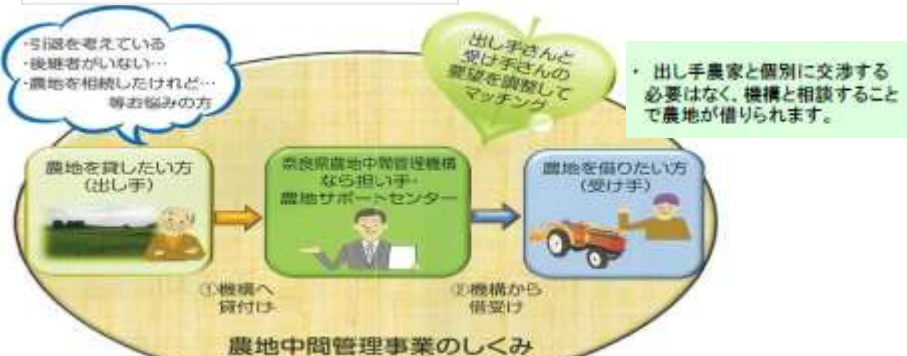 ・引退を考えている
・後継者がいない…
・農地を相続したけれど…
等お悩みの方
出し手さんと
受け手さんの
要望を調整して
マッチング
・ 出し手農家と個別に交渉する
必要はなく、機構と相談すること
で農地が借りられます。
農地を貸したい方
(出し手)
奈良県農地中間管理機構
なら担い手・
農地サポートセンター
農地を借りたい方
(受け手)
①機構へ
貸付け
②機構から
借受け
農地中間管理事業のしくみ